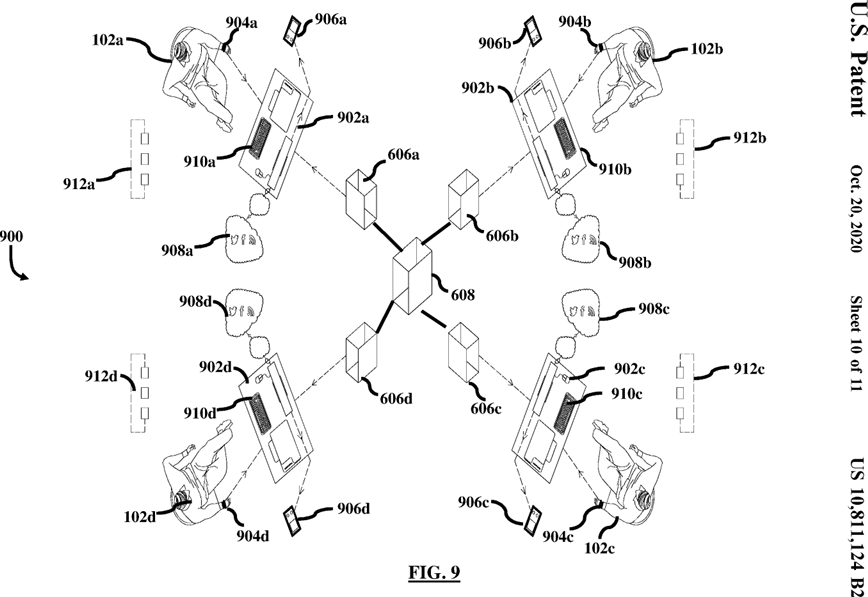 U.S. Patent
Oct. 20, 2020
Sheet 10 of 11
US 10,811,124 B2
904a
906a
906b
904b
102a
102b
902b
902a
910a
606a
910b
912b
912a
606b
908a
908b
900
608
908d
908c
902d
902c
912d
912c
910d
606d
606c
910c
102d
904d
906d
906c
904c
102c
FIG. 9